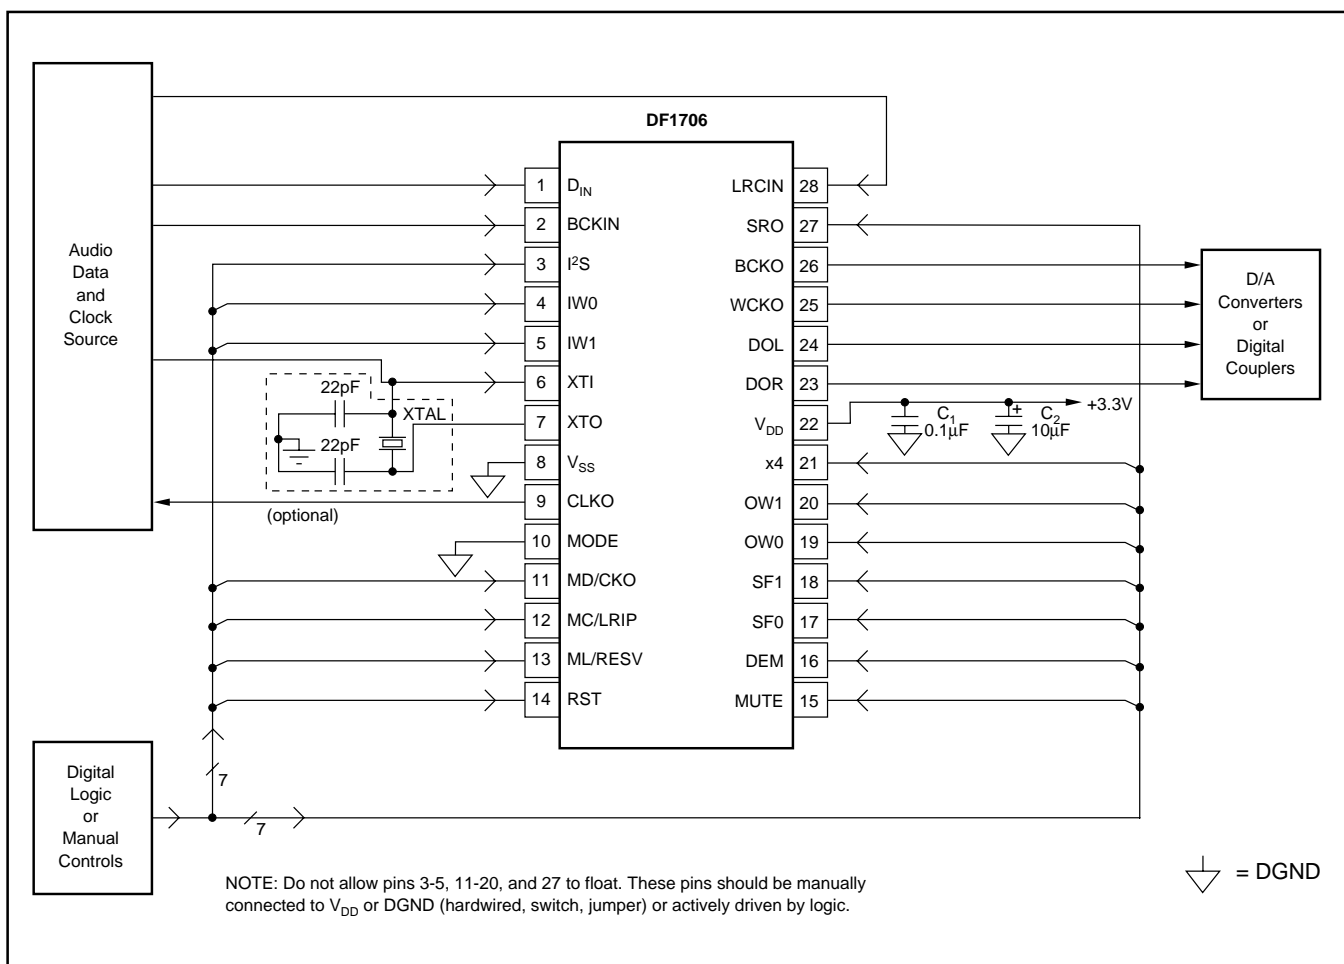 DF1706
Audio
Data
and
Clock
Source
1 D_IN
2 BCKIN
3 I²S
4 IW0
5 IW1
6 XTI
7 XTO
8 V_SS
9 CLKO
10 MODE
11 MD/CKO
12 MC/LRIP
13 ML/RESV
14 RST
LRCIN 28
SRO 27
BCKO 26
WCKO 25
DOL 24
DOR 23
V_DD 22
x4 21
OW1 20
OW0 19
SF1 18
SF0 17
DEM 16
MUTE 15
22pF
XTAL
22pF
(optional)
D/A
Converters
or
Digital
Couplers
+3.3V
C₁
0.1µF
+
C₂
10µF
Digital
Logic
or
Manual
Controls
7
7
NOTE: Do not allow pins 3-5, 11-20, and 27 to float. These pins should be manually
connected to V_DD or DGND (hardwired, switch, jumper) or actively driven by logic.
= DGND